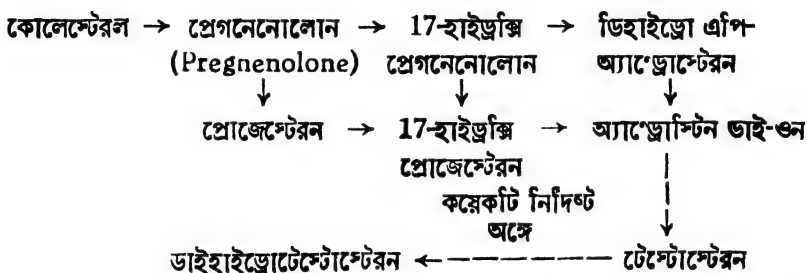 কোলেস্টেরল → প্রেগনেনোলোন → 17-হাইড্রক্সি → ডিহাইড্রো এপি-
(Pregnenolone) প্রেগনেনোলোন অ্যান্ড্রোস্টেরন
↓ ↓ ↓
প্রোজেস্টেরন → 17-হাইড্রক্সি → অ্যান্ড্রোস্টিন ডাই-ওন
প্রোজেস্টেরন
কয়েকটি নির্দিষ্ট
অঙ্গে ↓
ডাইহাইড্রোটেস্টোস্টেরন ← টেস্টোস্টেরন